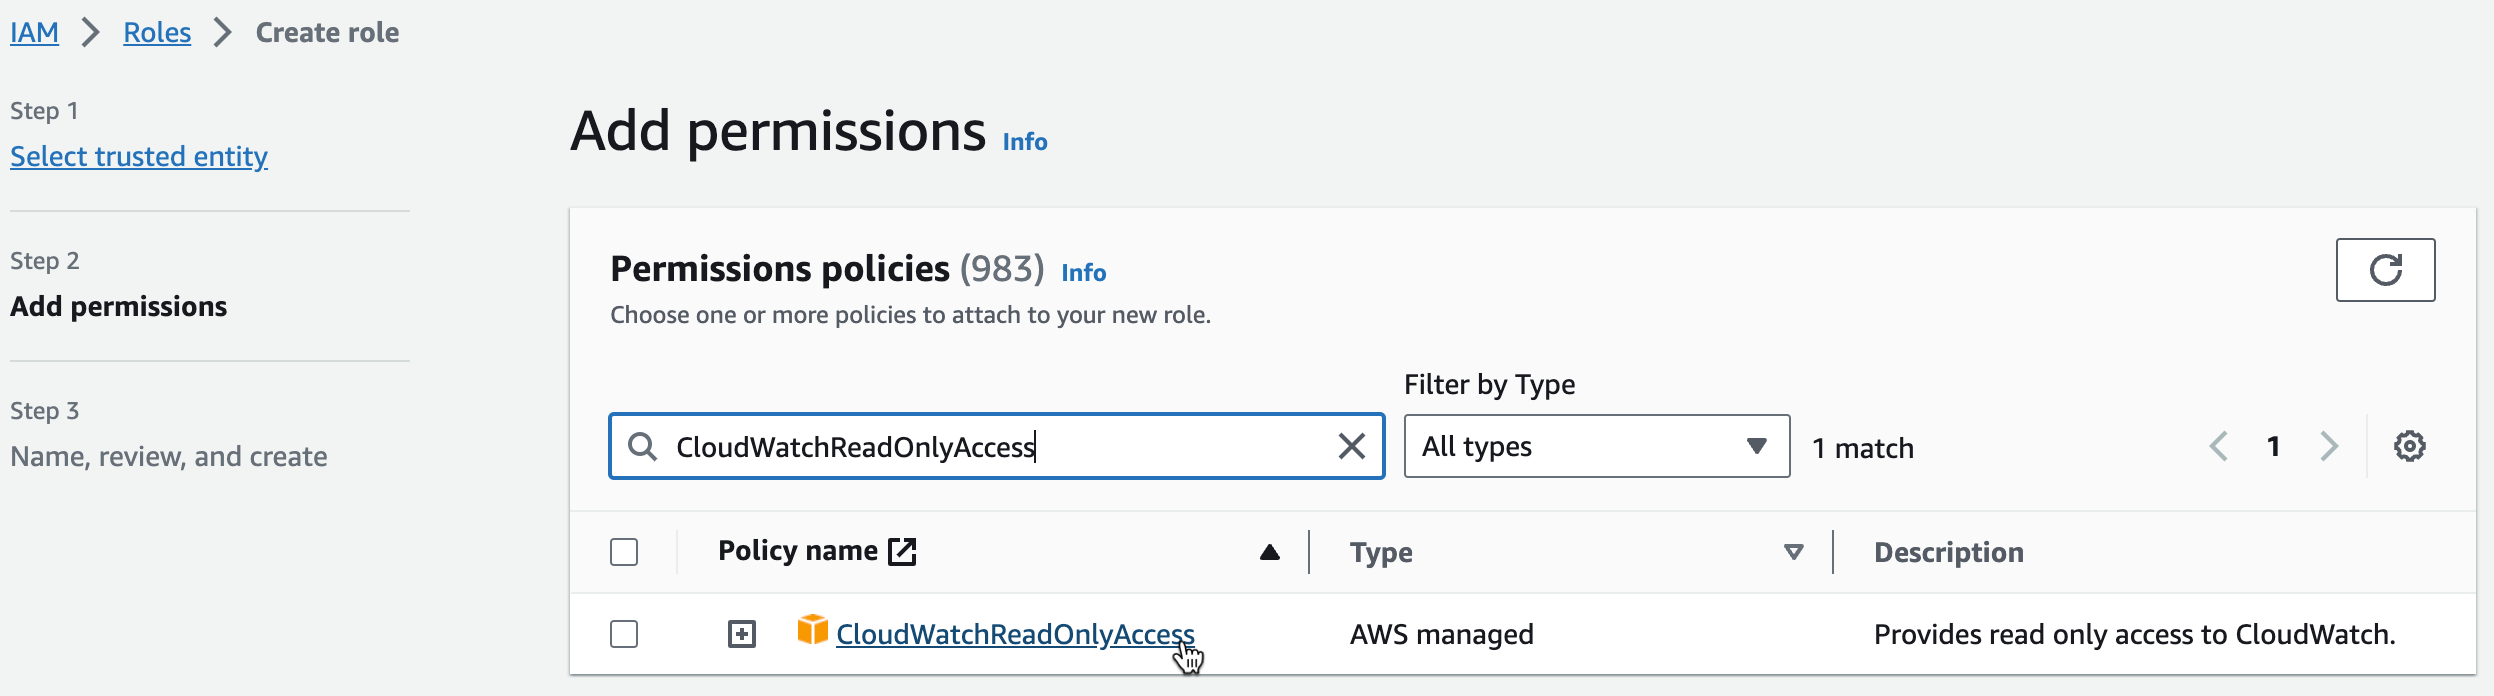 IAM > Roles > Create role
Step 1
Select trusted entity
Step 2
Add permissions
Step 3
Name, review, and create
Add permissions Info
Permissions policies (983) Info
Choose one or more policies to attach to your new role.
Filter by Type
CloudWatchReadOnlyAccess All types 1 match 1
Policy name Type Description
CloudWatchReadOnlyAccess AWS managed Provides read only access to CloudWatch.